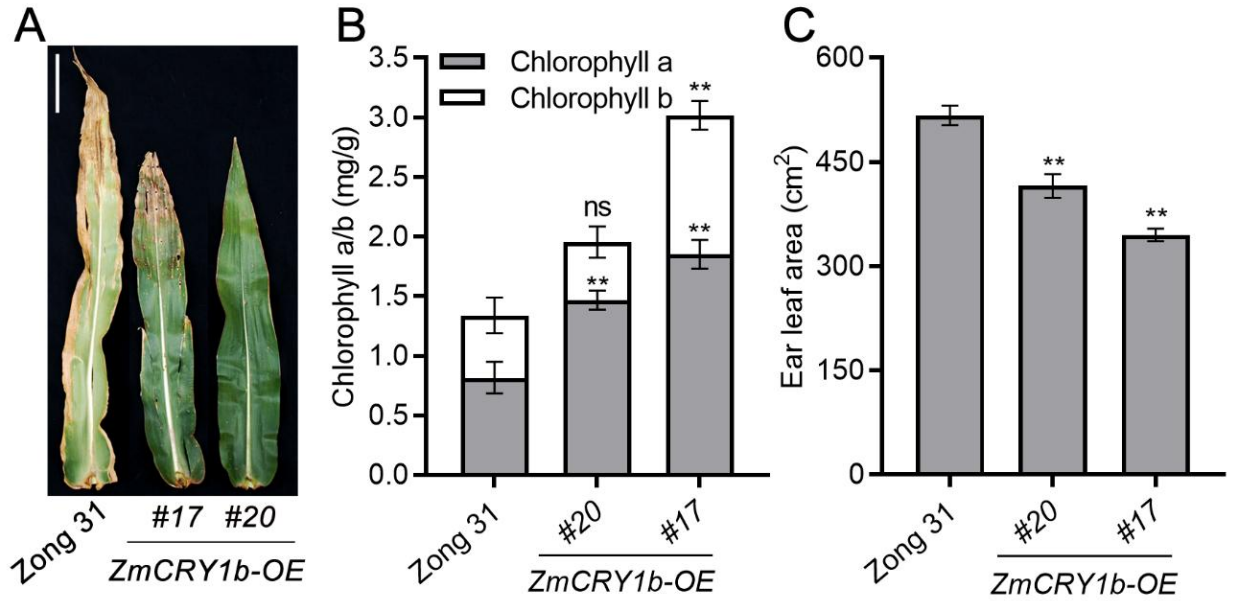 A
Zong 31
#17 #20
ZmCRY1b-OE
B
Chlorophyll a/b (mg/g)
3.5
3.0
2.5
2.0
1.5
1.0
0.5
0.0
Chlorophyll a
Chlorophyll b
ns
**
**
**
Zong 31
#20
#17
ZmCRY1b-OE
C
Ear leaf area (cm²)
600
450
300
150
0
**
**
Zong 31
#20
#17
ZmCRY1b-OE